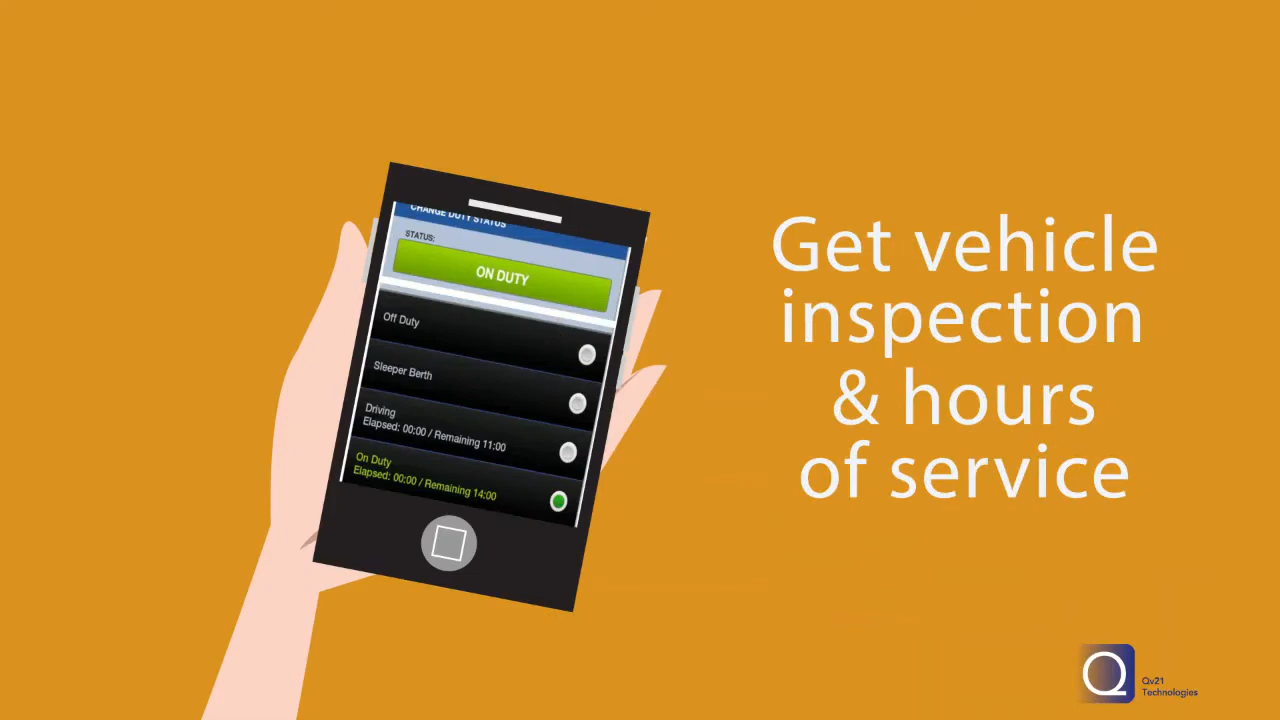 CHANGE DUTY STATUS
STATUS:
ON DUTY
Off Duty
Sleeper Berth
Driving
Elapsed: 00:00 / Remaining 11:00
On Duty
Elapsed: 00:00 / Remaining 14:00
Get vehicle
inspection
& hours
of service
Q
Qv21
Technologies